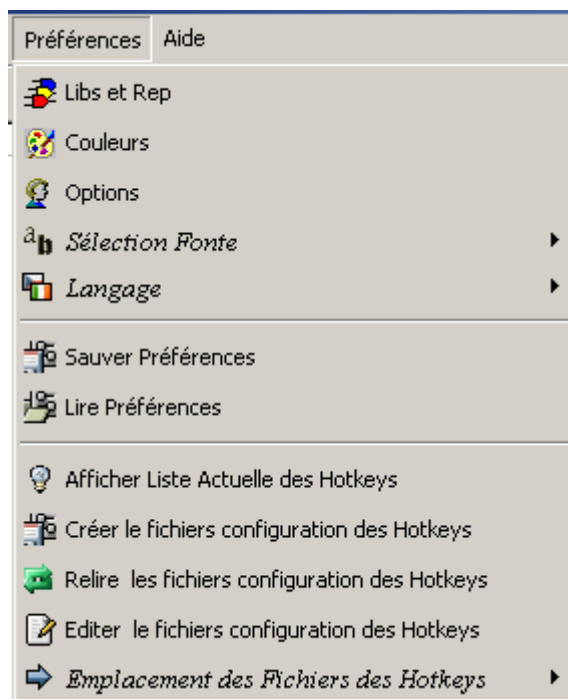 Préférences Aide
Libs et Rep
Couleurs
Options
Sélection Fonte
Langage
Sauver Préférences
Lire Préférences
Afficher Liste Actuelle des Hotkeys
Créer le fichiers configuration des Hotkeys
Relire les fichiers configuration des Hotkeys
Editer le fichiers configuration des Hotkeys
Emplacement des Fichiers des Hotkeys